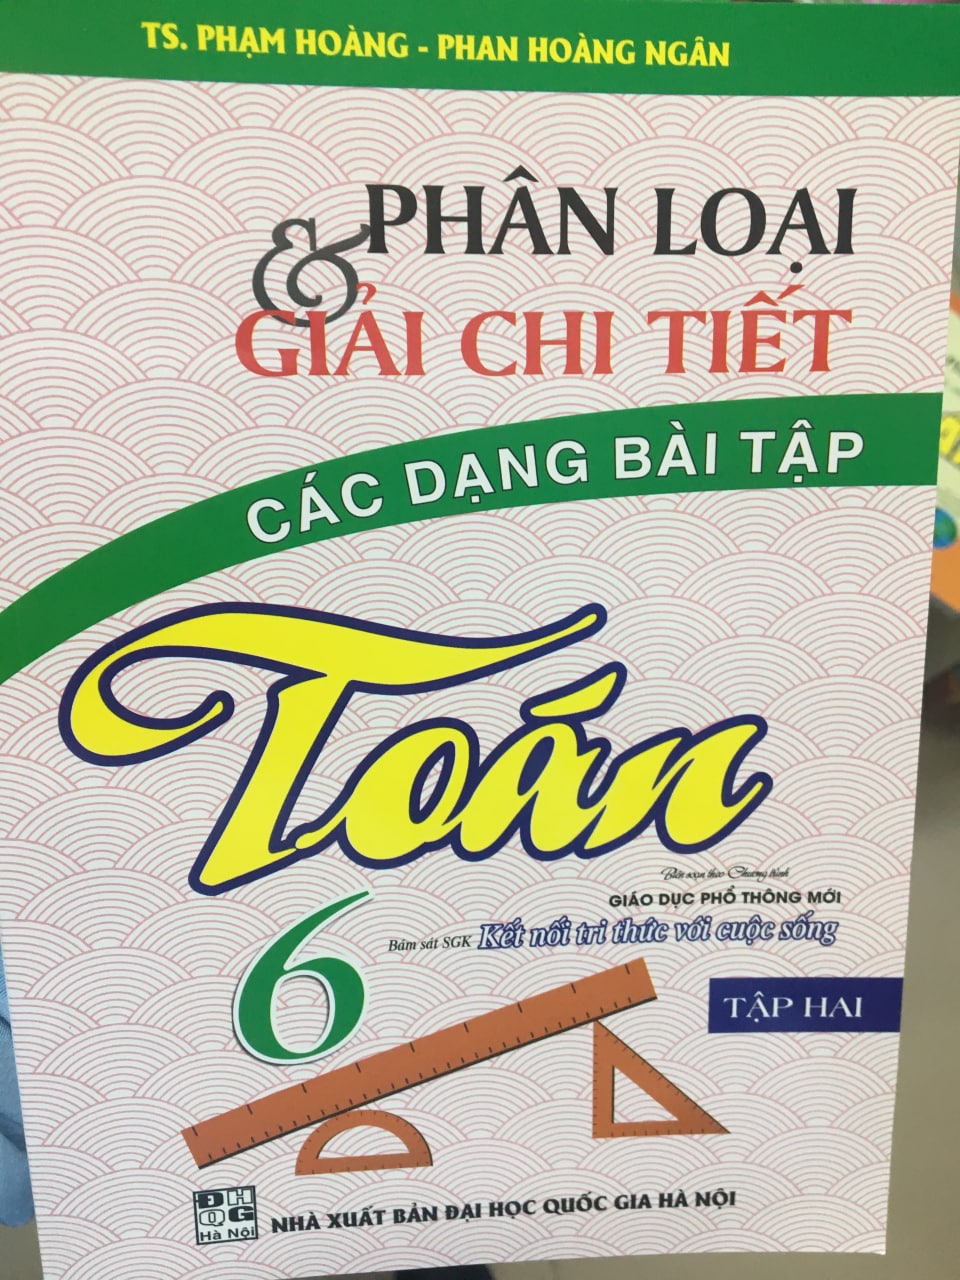 TS. PHẠM HOÀNG - PHAN HOÀNG NGÂN
PHÂN LOẠI
& GIẢI CHI TIẾT
CÁC DẠNG BÀI TẬP
Toán
6
Biên soạn theo Chương trình
GIÁO DỤC PHỔ THÔNG MỚI
Bám sát SGK Kết nối tri thức với cuộc sống
TẬP HAI
ĐHQG Hà Nội
NHÀ XUẤT BẢN ĐẠI HỌC QUỐC GIA HÀ NỘI